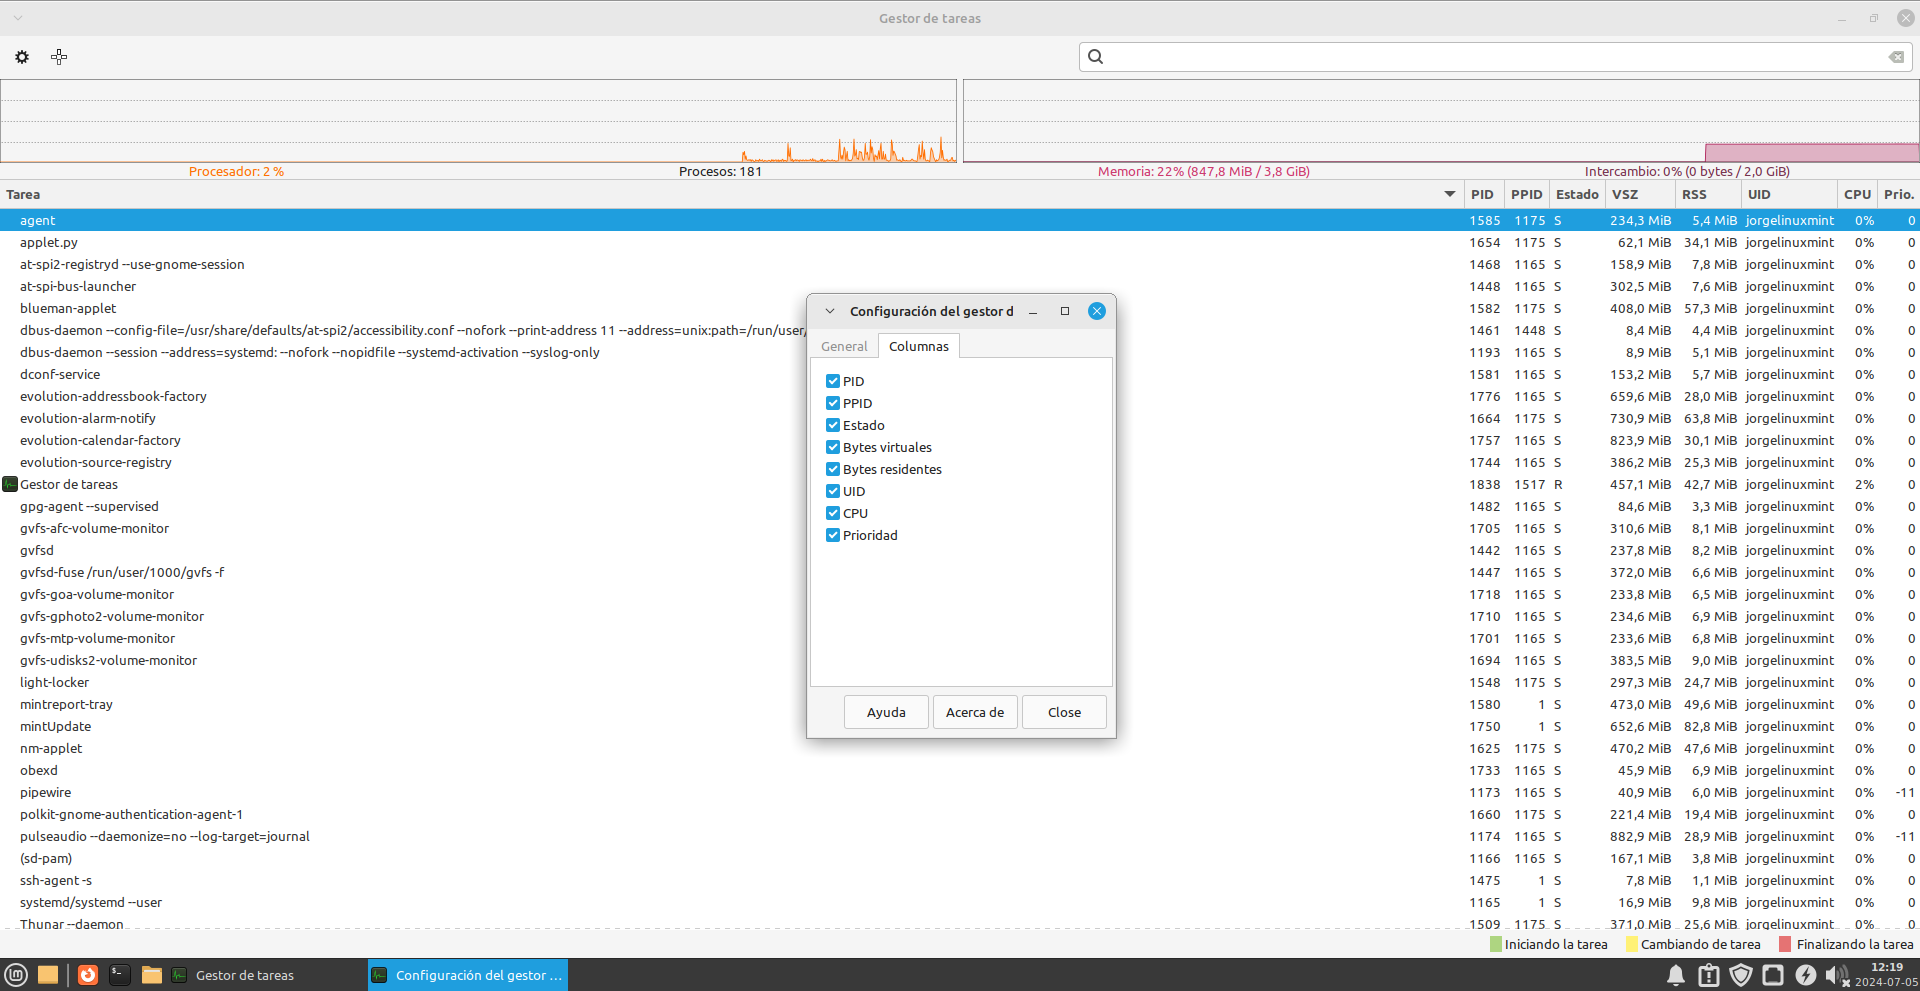 Gestor de tareas
Procesador: 2 % Procesos: 181 Memoria: 22% (847,8 MiB / 3,8 GiB) Intercambio: 0% (0 bytes / 2,0 GiB)
Tarea PID PPID Estado VSZ RSS UID CPU Prio.
agent 1585 1175 S 234,3 MiB 5,4 MiB jorgelinuxmint 0% 0
applet.py 1654 1175 S 62,1 MiB 34,1 MiB jorgelinuxmint 0% 0
at-spi2-registryd --use-gnome-session 1468 1165 S 158,9 MiB 7,8 MiB jorgelinuxmint 0% 0
at-spi-bus-launcher 1448 1165 S 302,5 MiB 7,6 MiB jorgelinuxmint 0% 0
blueman-applet 1582 1175 S 408,0 MiB 57,3 MiB jorgelinuxmint 0% 0
dbus-daemon --config-file=/usr/share/defaults/at-spi2/accessibility.conf --nofork --print-address 11 --address=unix:path=/run/user/ 1461 1448 S 8,4 MiB 4,4 MiB jorgelinuxmint 0% 0
dbus-daemon --session --address=systemd: --nofork --nopidfile --systemd-activation --syslog-only 1193 1165 S 8,9 MiB 5,1 MiB jorgelinuxmint 0% 0
dconf-service 1581 1165 S 153,2 MiB 5,7 MiB jorgelinuxmint 0% 0
evolution-addressbook-factory 1776 1165 S 659,6 MiB 28,0 MiB jorgelinuxmint 0% 0
evolution-alarm-notify 1664 1175 S 730,9 MiB 63,8 MiB jorgelinuxmint 0% 0
evolution-calendar-factory 1757 1165 S 823,9 MiB 30,1 MiB jorgelinuxmint 0% 0
evolution-source-registry 1744 1165 S 386,2 MiB 25,3 MiB jorgelinuxmint 0% 0
Gestor de tareas 1838 1517 R 457,1 MiB 42,7 MiB jorgelinuxmint 2% 0
gpg-agent --supervised 1482 1165 S 84,6 MiB 3,3 MiB jorgelinuxmint 0% 0
gvfs-afc-volume-monitor 1705 1165 S 310,6 MiB 8,1 MiB jorgelinuxmint 0% 0
gvfsd 1442 1165 S 237,8 MiB 8,2 MiB jorgelinuxmint 0% 0
gvfsd-fuse /run/user/1000/gvfs -f 1447 1165 S 372,0 MiB 6,6 MiB jorgelinuxmint 0% 0
gvfs-goa-volume-monitor 1718 1165 S 233,8 MiB 6,5 MiB jorgelinuxmint 0% 0
gvfs-gphoto2-volume-monitor 1710 1165 S 234,6 MiB 6,9 MiB jorgelinuxmint 0% 0
gvfs-mtp-volume-monitor 1701 1165 S 233,6 MiB 6,8 MiB jorgelinuxmint 0% 0
gvfs-udisks2-volume-monitor 1694 1165 S 383,5 MiB 9,0 MiB jorgelinuxmint 0% 0
light-locker 1548 1175 S 297,3 MiB 24,7 MiB jorgelinuxmint 0% 0
mintreport-tray 1580 1 S 473,0 MiB 49,6 MiB jorgelinuxmint 0% 0
mintUpdate 1750 1 S 652,6 MiB 82,8 MiB jorgelinuxmint 0% 0
nm-applet 1625 1175 S 470,2 MiB 47,6 MiB jorgelinuxmint 0% 0
obexd 1733 1165 S 45,9 MiB 6,9 MiB jorgelinuxmint 0% 0
pipewire 1173 1165 S 40,9 MiB 6,0 MiB jorgelinuxmint 0% -11
polkit-gnome-authentication-agent-1 1660 1175 S 221,4 MiB 19,4 MiB jorgelinuxmint 0% 0
pulseaudio --daemonize=no --log-target=journal 1174 1165 S 882,9 MiB 28,9 MiB jorgelinuxmint 0% -11
(sd-pam) 1166 1165 S 167,1 MiB 3,8 MiB jorgelinuxmint 0% 0
ssh-agent -s 1475 1 S 7,8 MiB 1,1 MiB jorgelinuxmint 0% 0
systemd/systemd --user 1165 1 S 16,9 MiB 9,8 MiB jorgelinuxmint 0% 0
Thunar --daemon 1509 1175 S 371,0 MiB 25,6 MiB jorgelinuxmint 0% 0
Configuración del gestor d
General Columnas
PID
PPID
Estado
Bytes virtuales
Bytes residentes
UID
CPU
Prioridad
Ayuda Acerca de Close
Iniciando la tarea Cambiando de tarea Finalizando la tarea
Gestor de tareas Configuración del gestor ... 12:19
2024-07-05